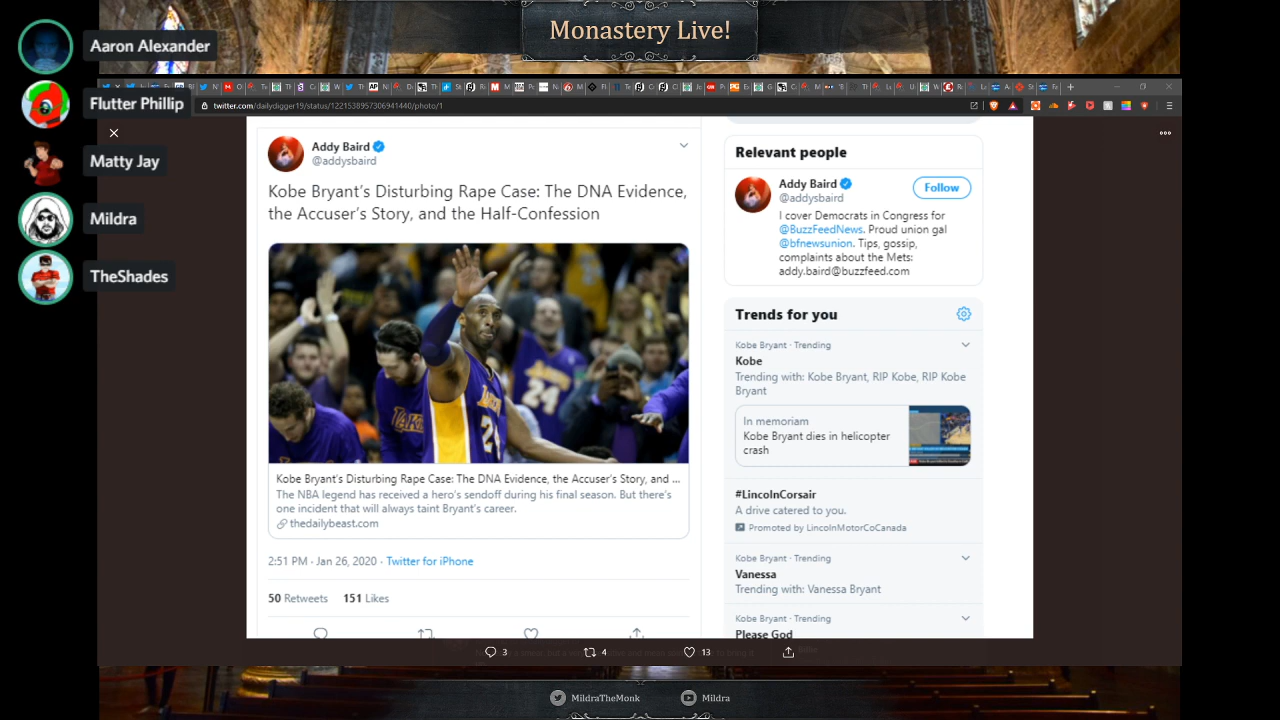 Monastery Live!
Aaron Alexander
Flutter Phillip
Matty Jay
Mildra
TheShades
twitter.com/dailydigger19/status/1221538957306941440/photo/1
Addy Baird
@addysbaird
Kobe Bryant's Disturbing Rape Case: The DNA Evidence,
the Accuser's Story, and the Half-Confession
Kobe Bryant's Disturbing Rape Case: The DNA Evidence, the Accuser's Story, and ...
The NBA legend has received a hero's sendoff during his final season. But there's
one incident that will always taint Bryant's career.
thedailybeast.com
2:51 PM · Jan 26, 2020 · Twitter for iPhone
50 Retweets 151 Likes
Relevant people
Addy Baird
@addysbaird
Follow
I cover Democrats in Congress for
@BuzzFeedNews. Proud union gal
@bfnewsunion. Tips, gossip,
complaints about the Mets:
addy.baird@buzzfeed.com
Trends for you
Kobe Bryant · Trending
Kobe
Trending with: Kobe Bryant, RIP Kobe, RIP Kobe
Bryant
In memoriam
Kobe Bryant dies in helicopter
crash
#LincolnCorsair
A drive catered to you.
Promoted by LincolnMotorCoCanada
Kobe Bryant · Trending
Vanessa
Trending with: Vanessa Bryant
Kobe Bryant · Trending
Please God
3 4 13
MildraTheMonk Mildra